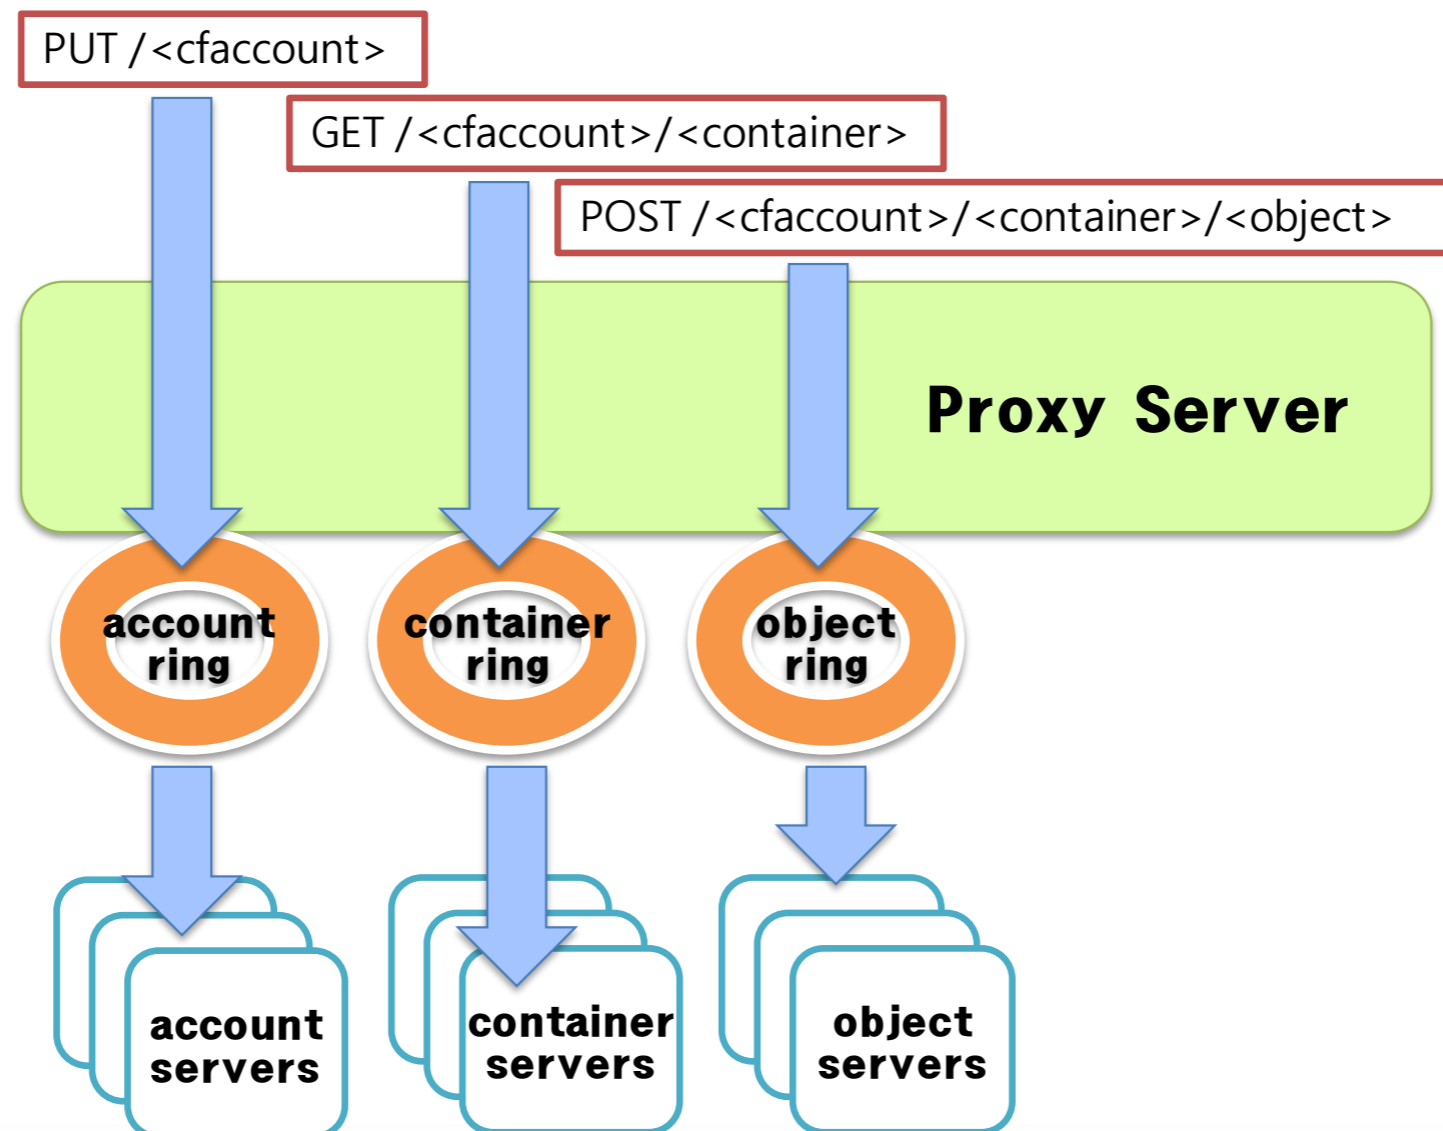 PUT /<cfaccount>
GET /<cfaccount>/<container>
POST /<cfaccount>/<container>/<object>
Proxy Server
account
ring
container
ring
object
ring
account
servers
container
servers
object
servers